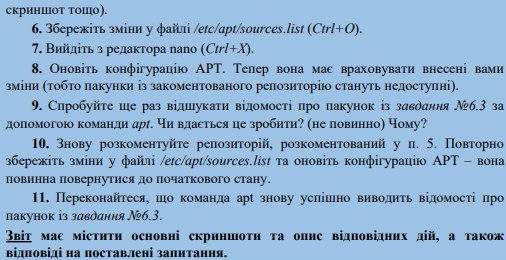 скриншот тощо).
6. Збережіть зміни у файлі /etc/apt/sources.list (Ctrl+O).
7. Вийдіть з редактора nano (Ctrl+X).
8. Оновіть конфігурацію APT. Тепер вона має враховувати внесені вами
зміни (тобто пакунки із закоментованого репозиторію стануть недоступні).
9. Спробуйте ще раз відшукати відомості про пакунок із завдання №6.3 за
допомогою команди apt. Чи вдається це зробити? (не повинно) Чому?
10. Знову розкоментуйте репозиторій, розкоментований у п. 5. Повторно
збережіть зміни у файлі /etc/apt/sources.list та оновіть конфігурацію APT – вона
повинна повернутися до початкового стану.
11. Переконайтеся, що команда apt знову успішно виводить відомості про
пакунок із завдання №6.3.
Звіт має містити основні скриншоти та опис відповідних дій, а також
відповіді на поставлені запитання.